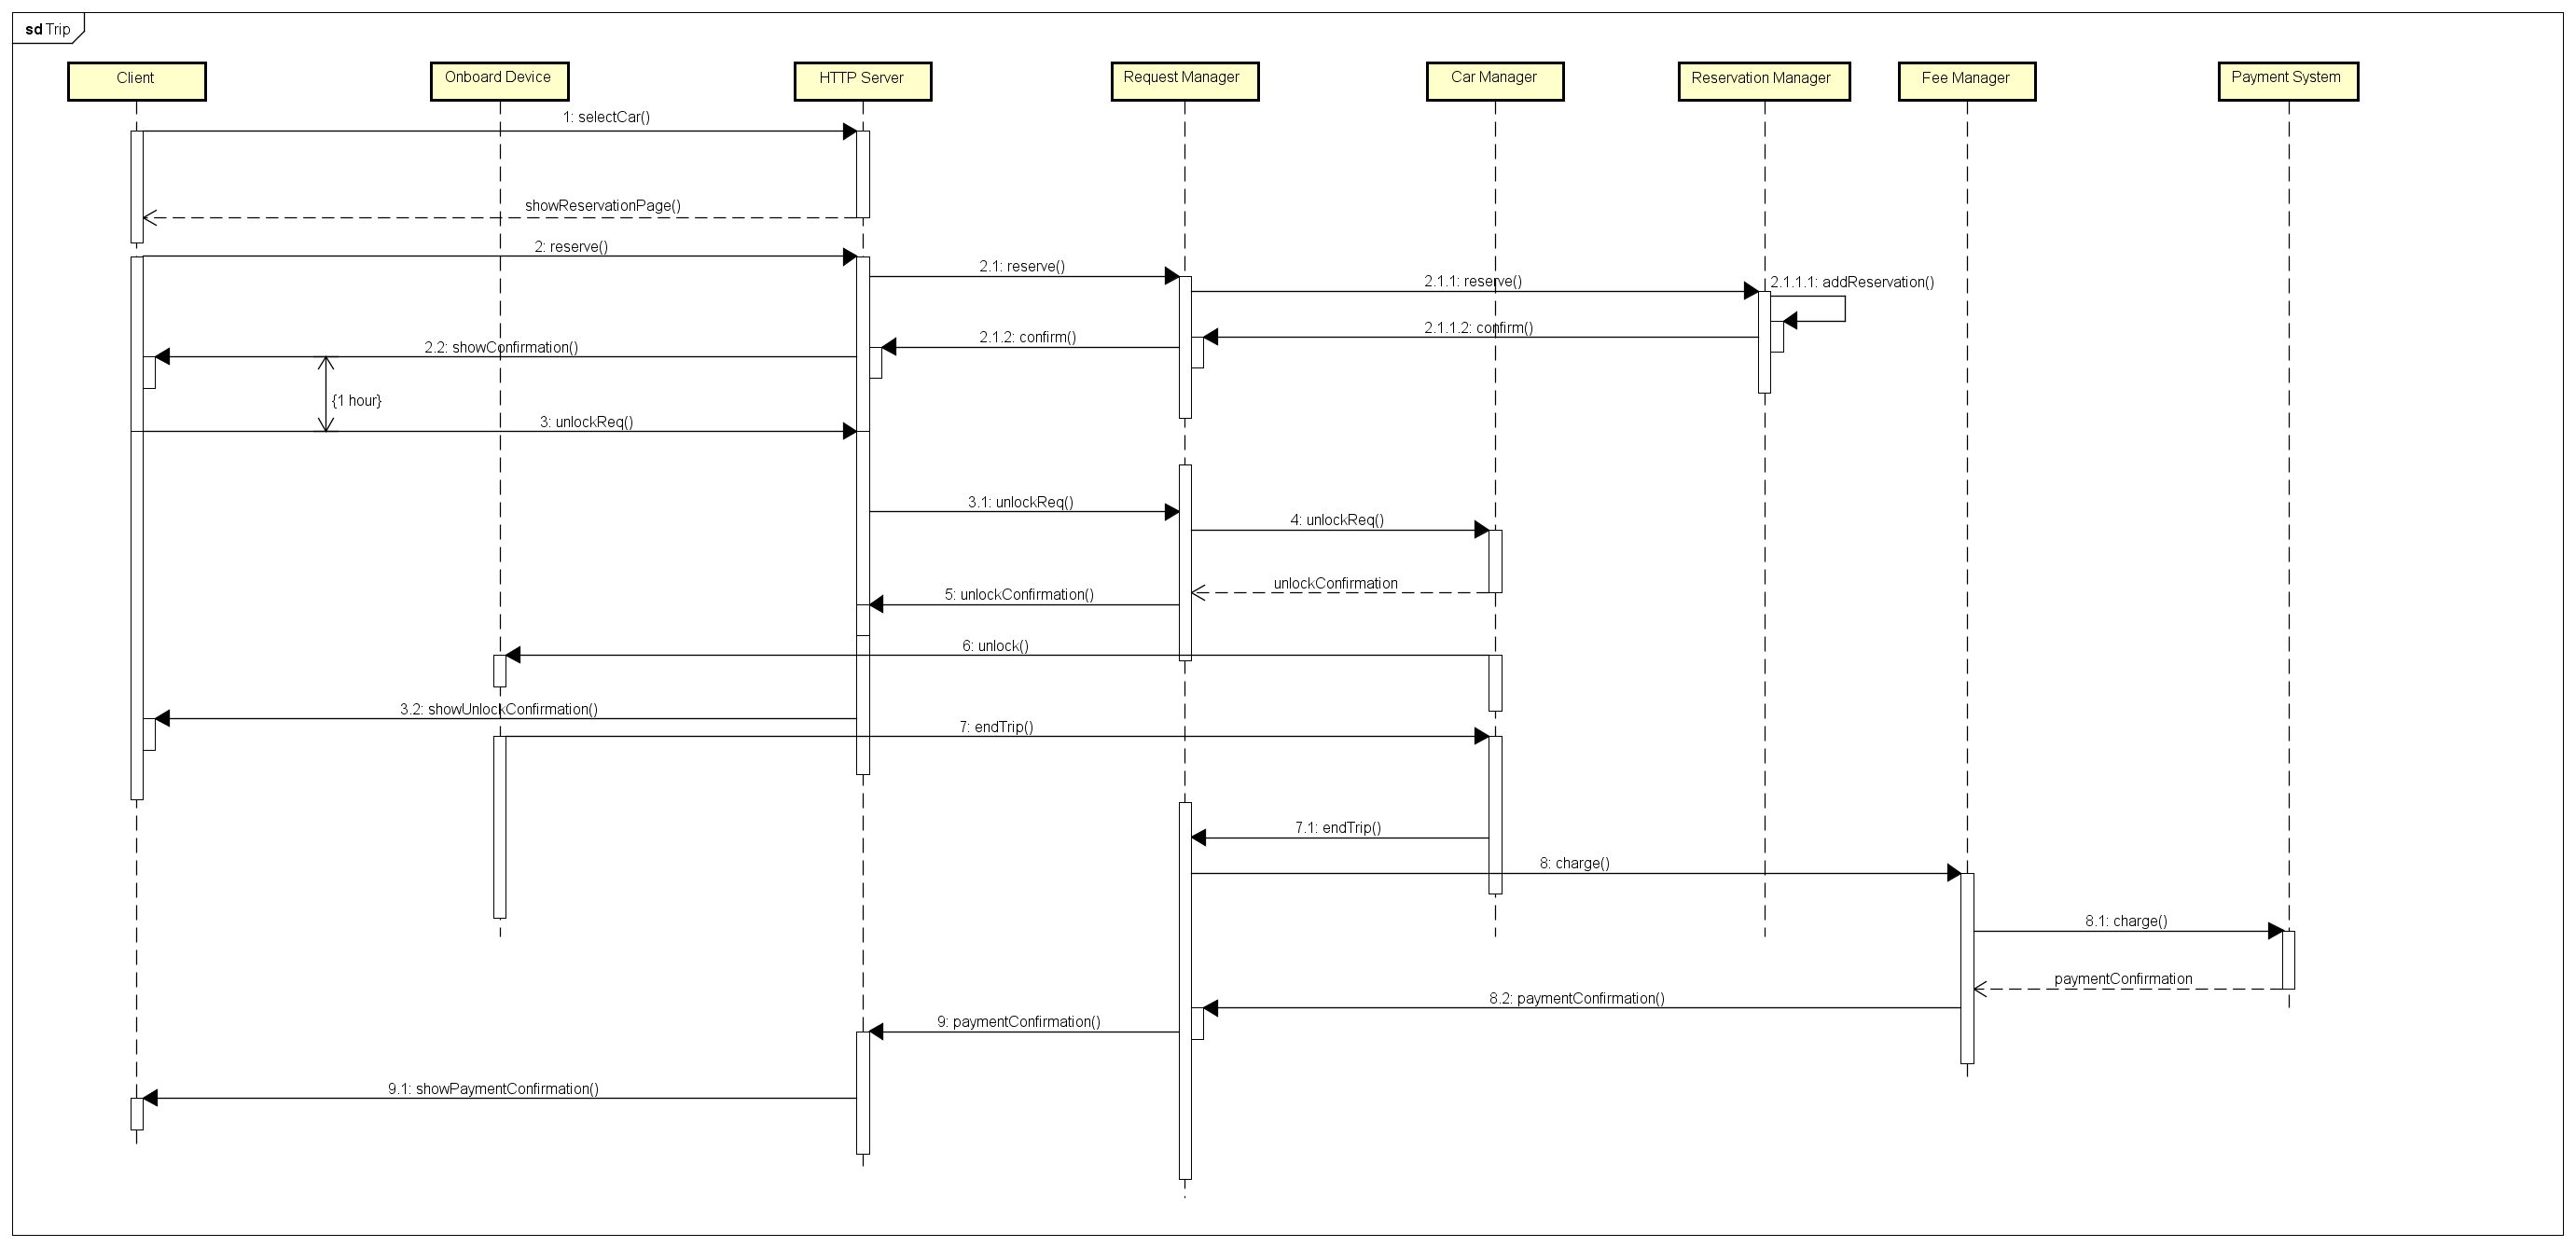 sd Trip
Client
Onboard Device
HTTP Server
Request Manager
Car Manager
Reservation Manager
Fee Manager
Payment System
1: selectCar()
showReservationPage()
2: reserve()
2.1: reserve()
2.1.1: reserve()
2.1.1.1: addReservation()
2.1.1.2: confirm()
2.1.2: confirm()
2.2: showConfirmation()
{1 hour}
3: unlockReq()
3.1: unlockReq()
4: unlockReq()
unlockConfirmation
5: unlockConfirmation()
6: unlock()
3.2: showUnlockConfirmation()
7: endTrip()
7.1: endTrip()
8: charge()
8.1: charge()
paymentConfirmation
8.2: paymentConfirmation()
9: paymentConfirmation()
9.1: showPaymentConfirmation()